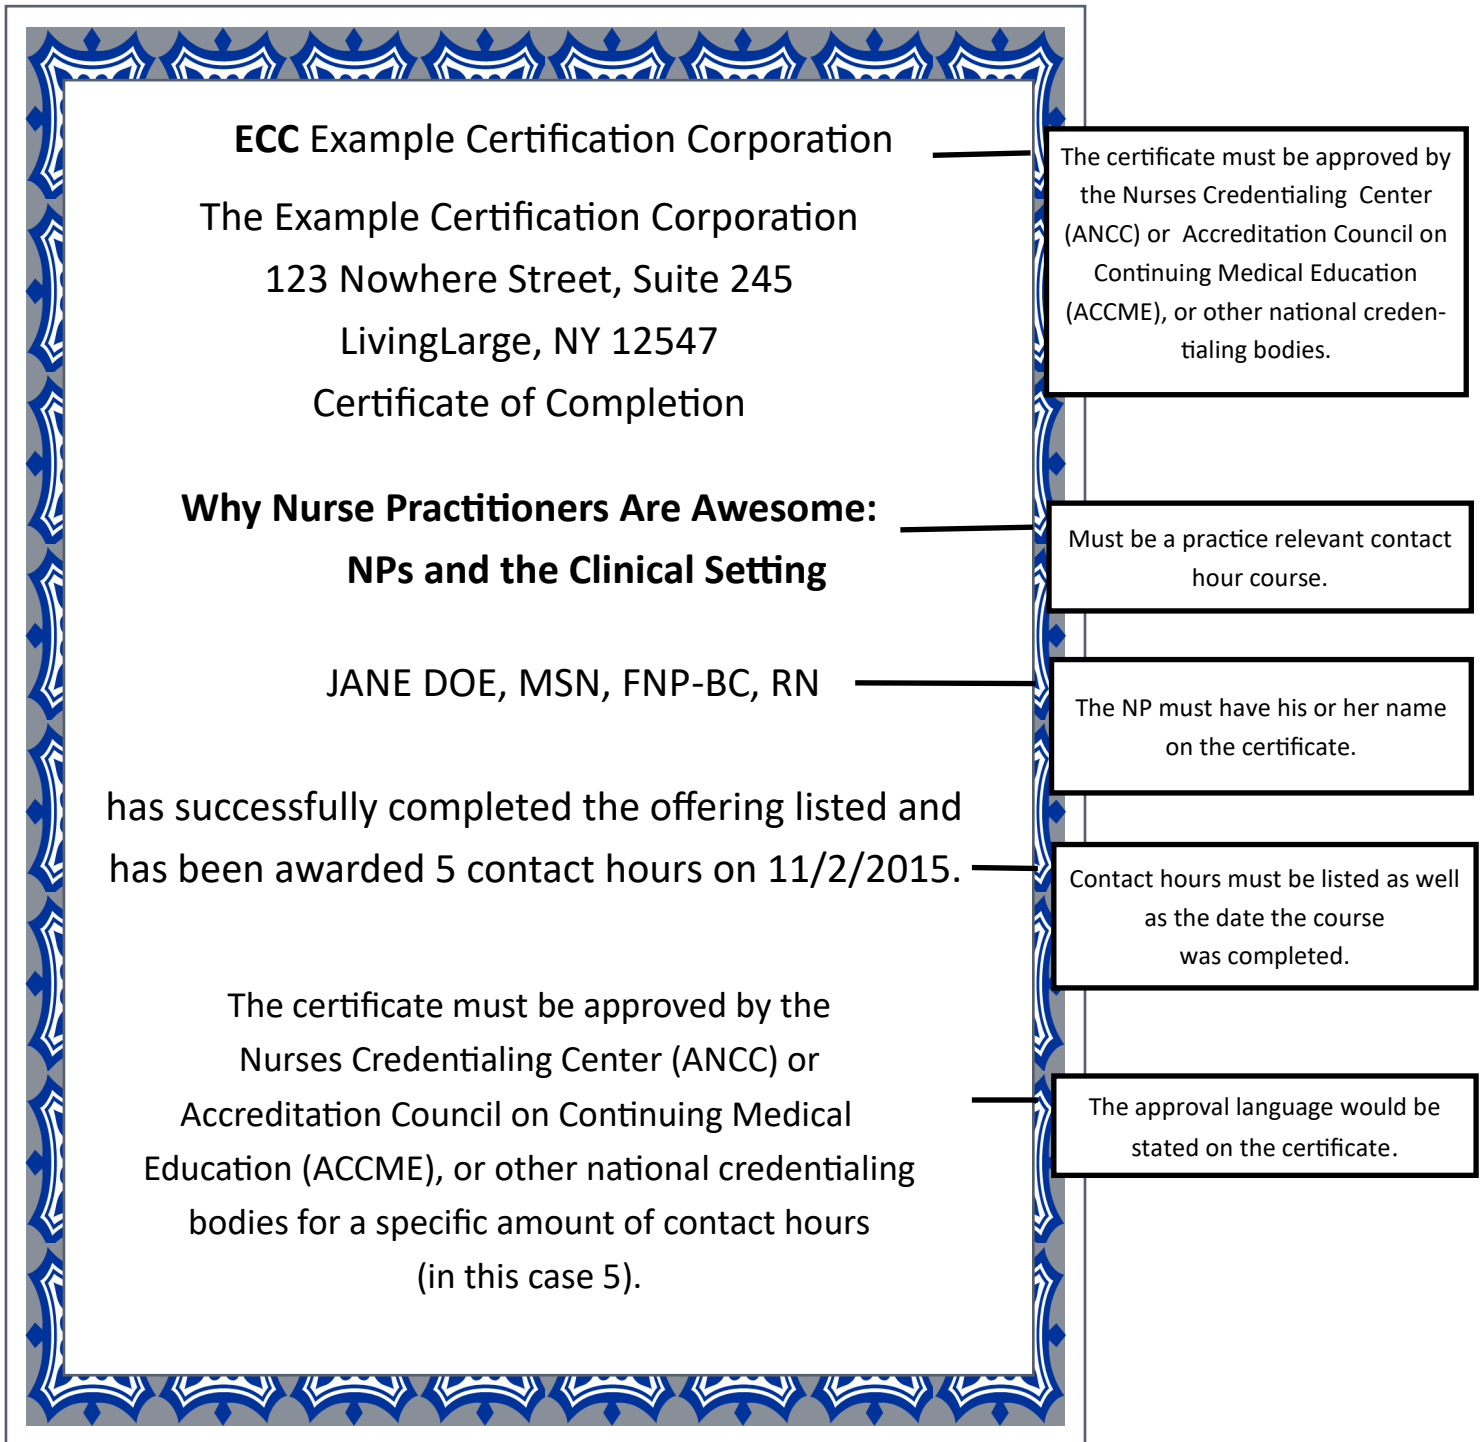 ECC Example Certification Corporation
The Example Certification Corporation
123 Nowhere Street, Suite 245
LivingLarge, NY 12547
Certificate of Completion
Why Nurse Practitioners Are Awesome:
NPs and the Clinical Setting
JANE DOE, MSN, FNP-BC, RN
has successfully completed the offering listed and
has been awarded 5 contact hours on 11/2/2015.
The certificate must be approved by the
Nurses Credentialing Center (ANCC) or
Accreditation Council on Continuing Medical
Education (ACCME), or other national credentialing
bodies for a specific amount of contact hours
(in this case 5).
The certificate must be approved by
the Nurses Credentialing Center
(ANCC) or Accreditation Council on
Continuing Medical Education
(ACCME), or other national creden-
tialing bodies.
Must be a practice relevant contact
hour course.
The NP must have his or her name
on the certificate.
Contact hours must be listed as well
as the date the course
was completed.
The approval language would be
stated on the certificate.